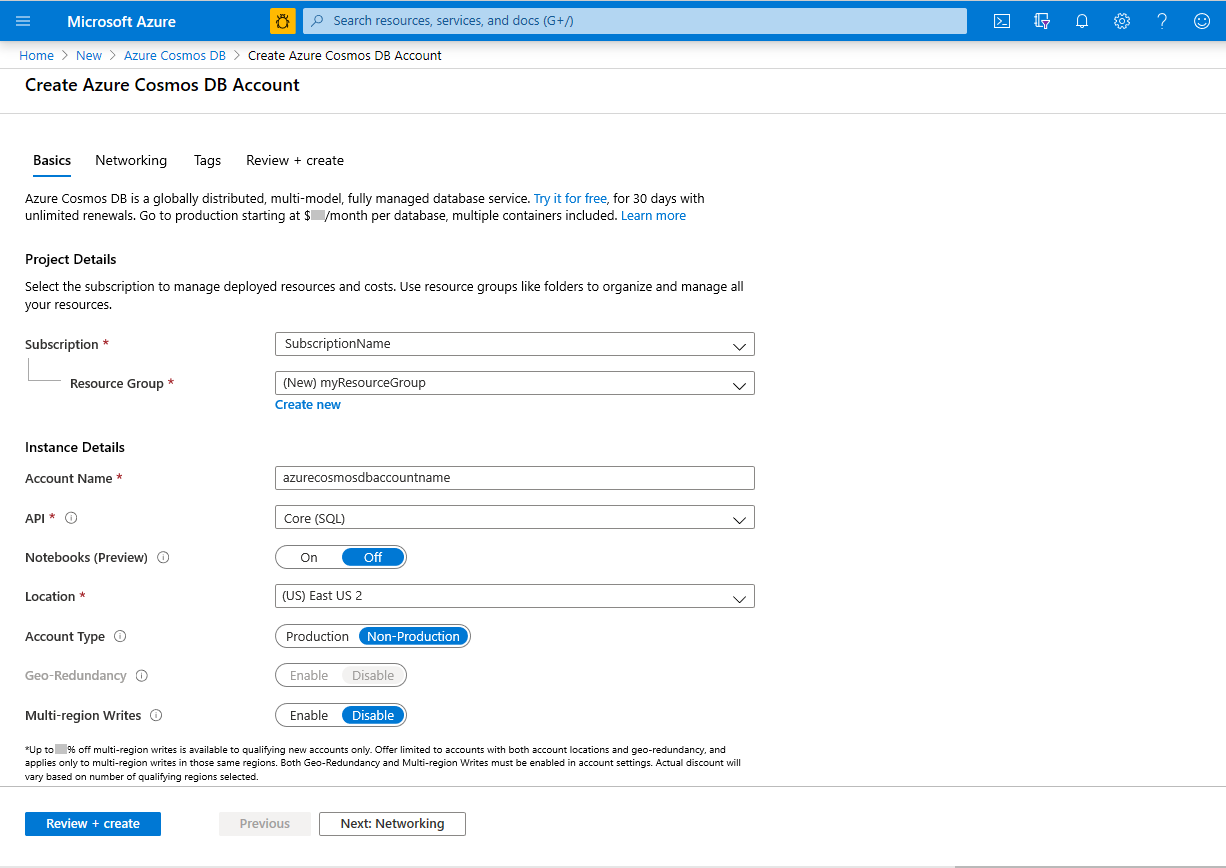 Microsoft Azure
Search resources, services, and docs (G+/)
Home > New > Azure Cosmos DB > Create Azure Cosmos DB Account
Create Azure Cosmos DB Account
Basics Networking Tags Review + create
Azure Cosmos DB is a globally distributed, multi-model, fully managed database service. Try it for free, for 30 days with
unlimited renewals. Go to production starting at $ /month per database, multiple containers included. Learn more
Project Details
Select the subscription to manage deployed resources and costs. Use resource groups like folders to organize and manage all
your resources.
Subscription * SubscriptionName
Resource Group * (New) myResourceGroup
Create new
Instance Details
Account Name * azurecosmosdbaccountname
API * Core (SQL)
Notebooks (Preview) On Off
Location * (US) East US 2
Account Type Production Non-Production
Geo-Redundancy Enable Disable
Multi-region Writes Enable Disable
*Up to % off multi-region writes is available to qualifying new accounts only. Offer limited to accounts with both account locations and geo-redundancy, and
applies only to multi-region writes in those same regions. Both Geo-Redundancy and Multi-region Writes must be enabled in account settings. Actual discount will
vary based on number of qualifying regions selected.
Review + create Previous Next: Networking